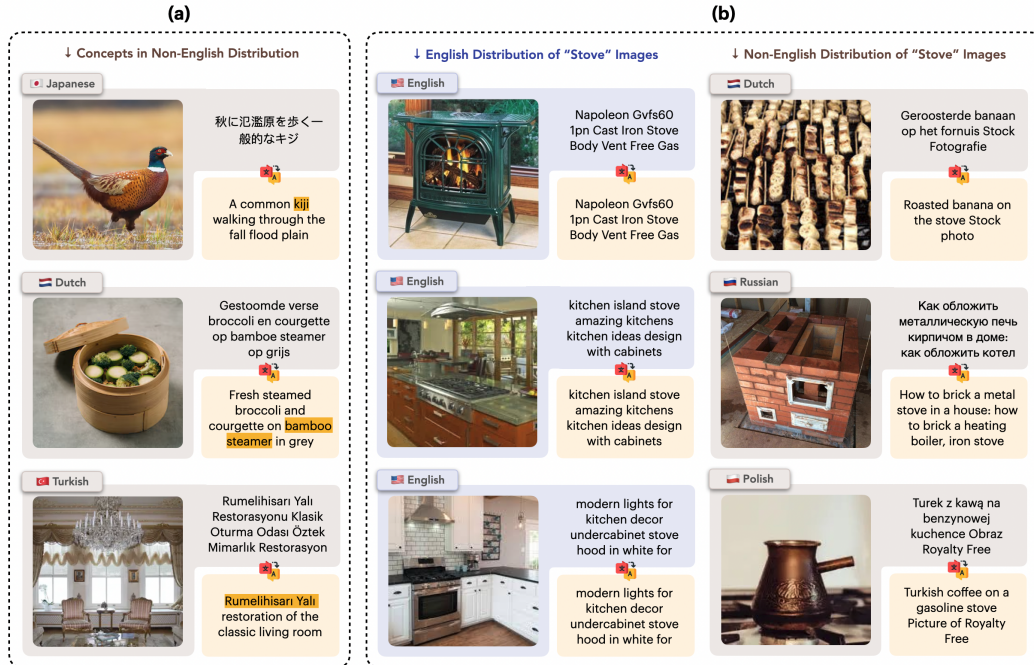 (a)
↓ Concepts in Non-English Distribution
Japanese
秋に氾濫原を歩く一
般的なキジ
A common kiji
walking through the
fall flood plain
Dutch
Gestoomde verse
broccoli en courgette
op bamboe steamer
op grijs
Fresh steamed
broccoli and
courgette on bamboo
steamer in grey
Turkish
Rumelihisarı Yalı
Restorasyonu Klasik
Oturma Odası Öztek
Mimarlık Restorasyon
Rumelihisarı Yalı
restoration of the
classic living room
(b)
↓ English Distribution of “Stove” Images
English
Napoleon Gvfs60
1pn Cast Iron Stove
Body Vent Free Gas
Napoleon Gvfs60
1pn Cast Iron Stove
Body Vent Free Gas
English
kitchen island stove
amazing kitchens
kitchen ideas design
with cabinets
kitchen island stove
amazing kitchens
kitchen ideas design
with cabinets
English
modern lights for
kitchen decor
undercabinet stove
hood in white for
modern lights for
kitchen decor
undercabinet stove
hood in white for
↓ Non-English Distribution of “Stove” Images
Dutch
Geroosterde banaan
op het fornuis Stock
Fotografie
Roasted banana on
the stove Stock
photo
Russian
Как обложить
металлическую печь
кирпичом в доме:
как обложить котел
How to brick a metal
stove in a house: how
to brick a heating
boiler, iron stove
Polish
Turek z kawą na
benzynowej
kuchence Obraz
Royalty Free
Turkish coffee on a
gasoline stove
Picture of Royalty
Free